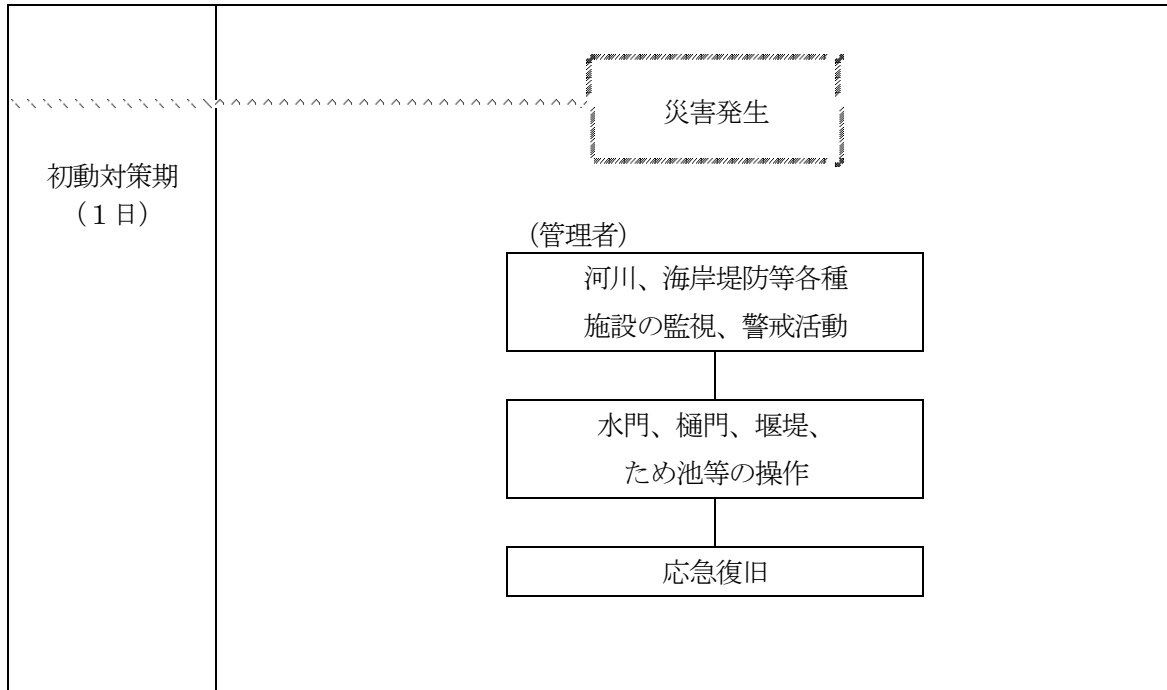 災害発生
初動対策期
（１日）
（管理者）
河川、海岸堤防等各種
施設の監視、警戒活動
水門、樋門、堰堤、
ため池等の操作
応急復旧